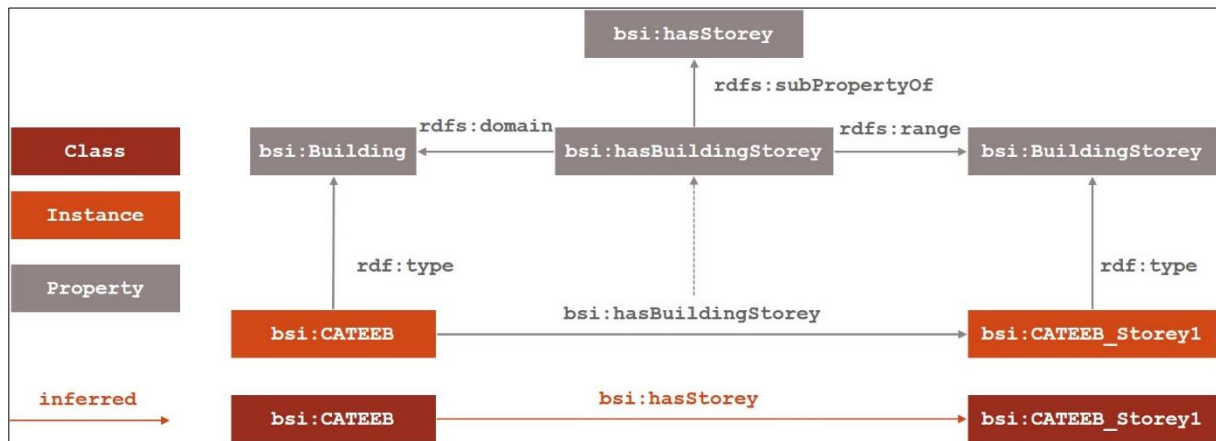 bsi:hasStorey
rdfs:subPropertyOf
rdfs:domain
rdfs:range
Class
bsi:Building
bsi:hasBuildingStorey
bsi:BuildingStorey
Instance
Property
rdf:type
rdf:type
bsi:hasBuildingStorey
bsi:CATEEB
bsi:CATEEB_Storey1
inferred
bsi:hasStorey
bsi:CATEEB
bsi:CATEEB_Storey1